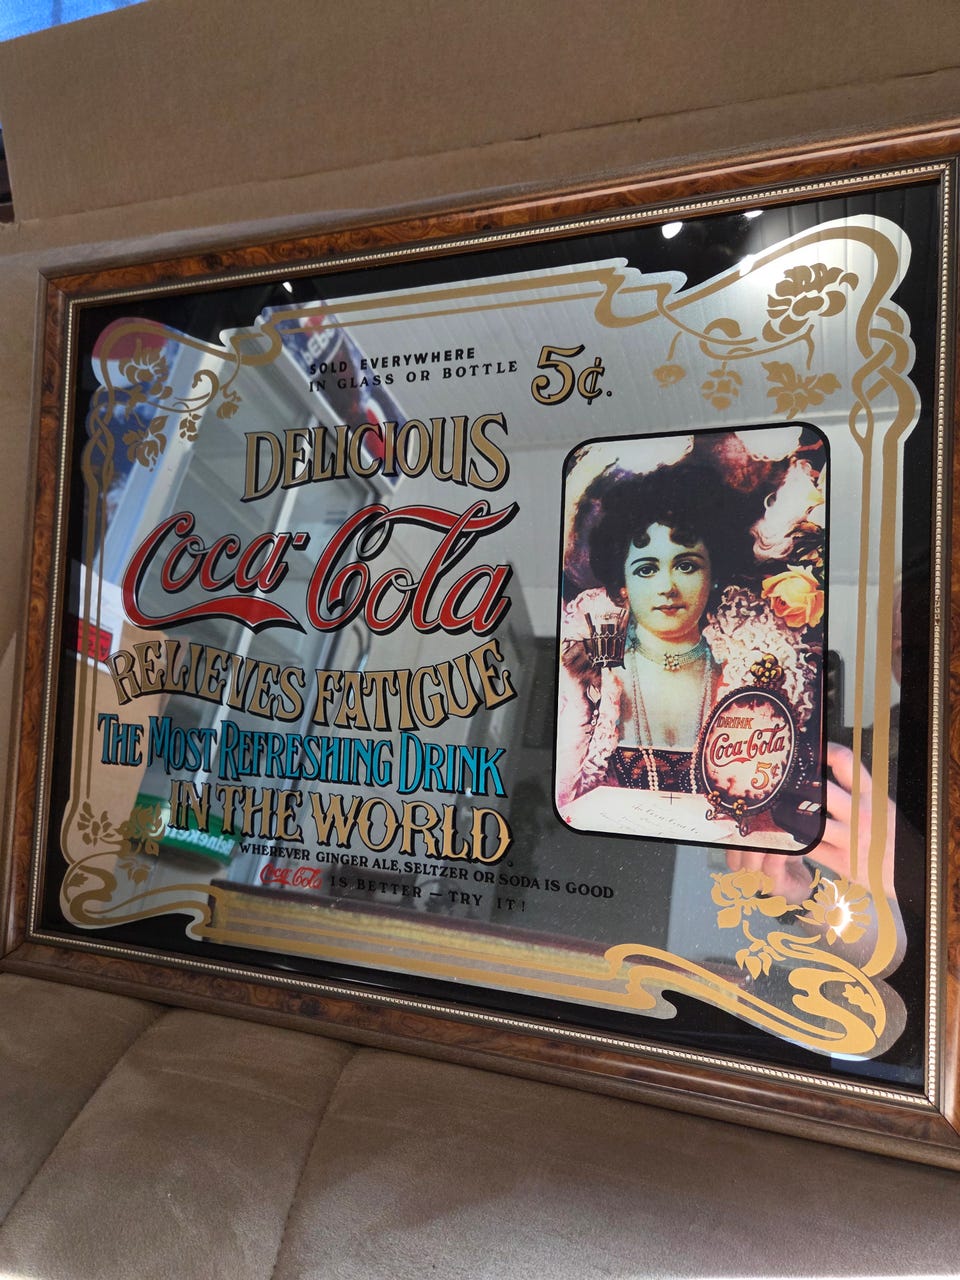 SOLD EVERYWHERE
IN GLASS OR BOTTLE 5¢.
DELICIOUS
Coca-Cola
RELIEVES FATIGUE
THE MOST REFRESHING DRINK
IN THE WORLD.
WHEREVER GINGER ALE, SELTZER OR SODA IS GOOD
Coca-Cola IS BETTER — TRY IT!
DRINK
Coca-Cola
5¢
Heineken